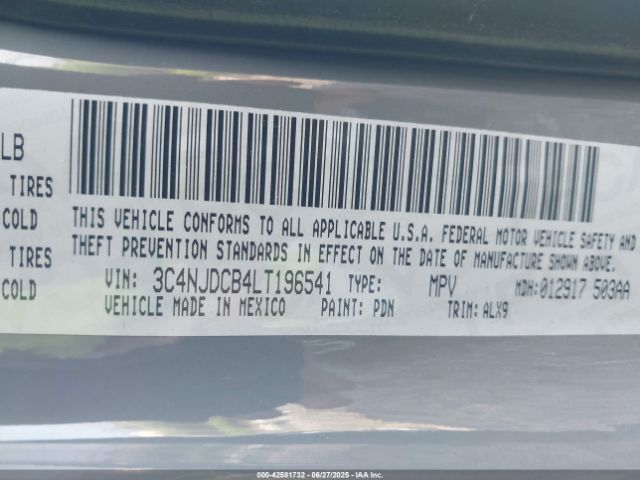 LB
TIRES
COLD
TIRES
COLD
THIS VEHICLE CONFORMS TO ALL APPLICABLE U.S.A. FEDERAL MOTOR VEHICLE SAFETY AND
THEFT PREVENTION STANDARDS IN EFFECT ON THE DATE OF MANUFACTURE SHOWN ABOVE.
VIN: 3C4NJDCB4LT196541 TYPE: MPV MDH:012917 503AA
VEHICLE MADE IN MEXICO PAINT: PDN TRIM: ALX9
000-42581732 - 06/27/2025 - IAA Inc.